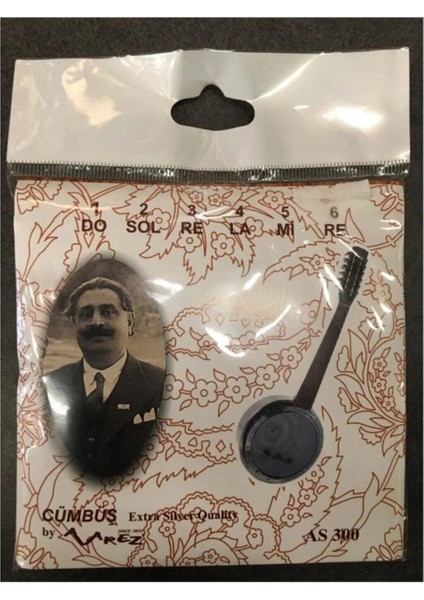 1 2 3 4 5 6
DO SOL RE LA Mİ RE
CÜMBÜŞ Extra Silver Quality
by AREZ AS 300